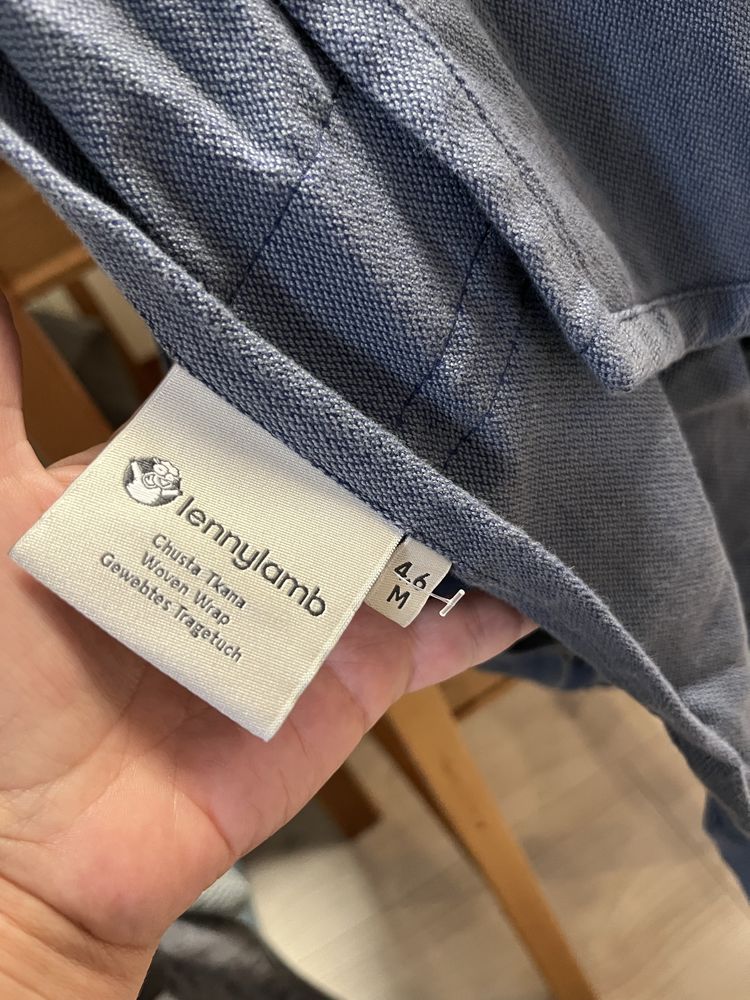 lennylamb
Chusta Tkana
Woven Wrap
Gewebtes Tragetuch
4.6
M